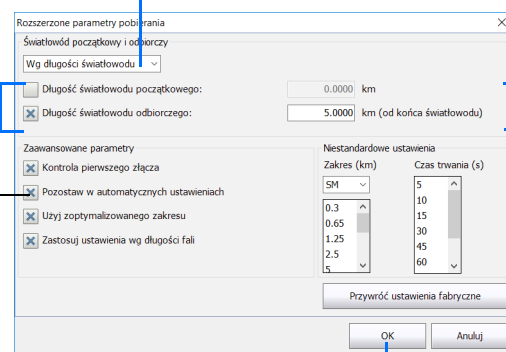 Rozszerzone parametry pobierania
Światłowód początkowy i odbiorczy
Wg długości światłowodu
Długość światłowodu początkowego: 0.0000 km
Długość światłowodu odbiorczego: 5.0000 km (od końca światłowodu)
Zaawansowane parametry
Kontrola pierwszego złącza
Pozostaw w automatycznych ustawieniach
Użyj zoptymalizowanego zakresu
Zastosuj ustawienia wg długości fali
Niestandardowe ustawienia
Zakres (km) Czas trwania (s)
SM
0.3
0.65
1.25
2.5
5
5
10
15
30
45
60
Przywróć ustawienia fabryczne
OK Anuluj